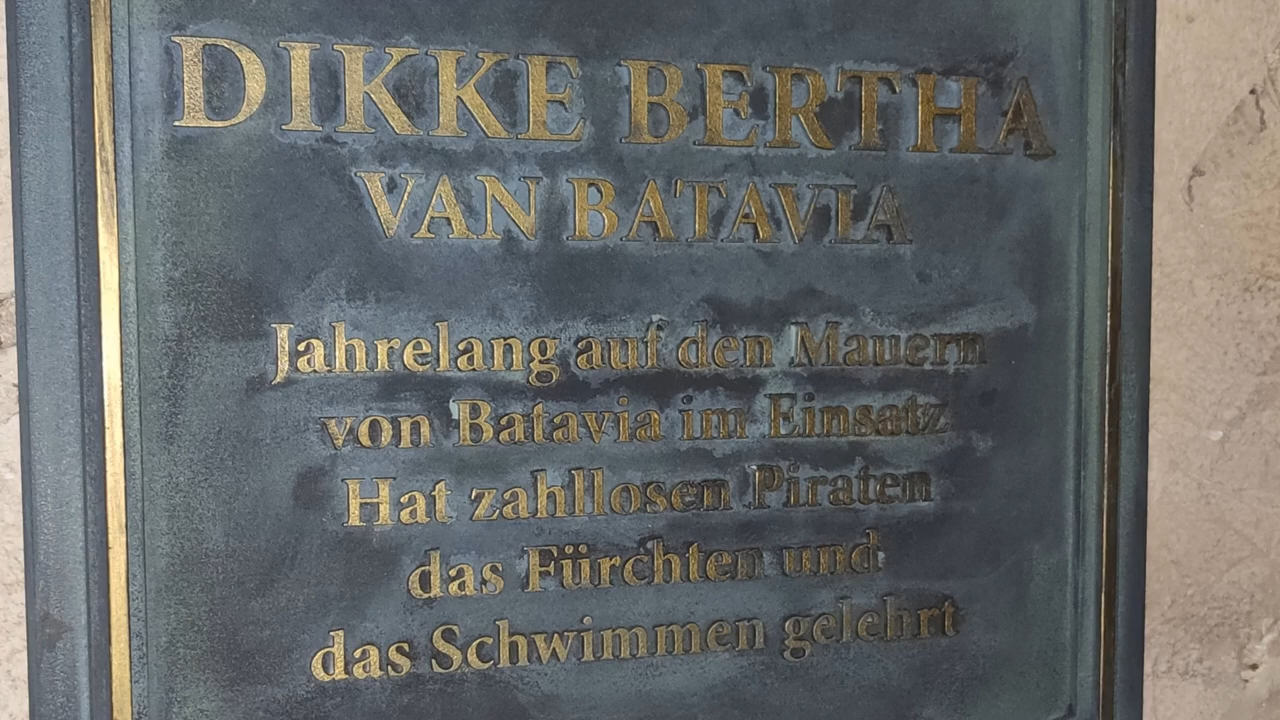 DIKKE BERTHA
VAN BATAVIA
Jahrelang auf den Mauern
von Batavia im Einsatz
Hat zahllosen Piraten
das Fürchten und
das Schwimmen gelehrt